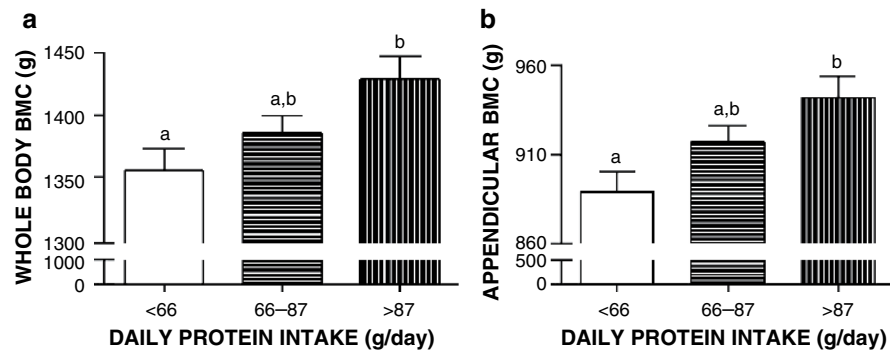 a
WHOLE BODY BMC (g)
1450
1400
1350
1300
1000
0
a
a,b
b
<66
66–87
>87
DAILY PROTEIN INTAKE (g/day)
b
APPENDICULAR BMC (g)
960
910
860
500
0
a
a,b
b
<66
66–87
>87
DAILY PROTEIN INTAKE (g/day)